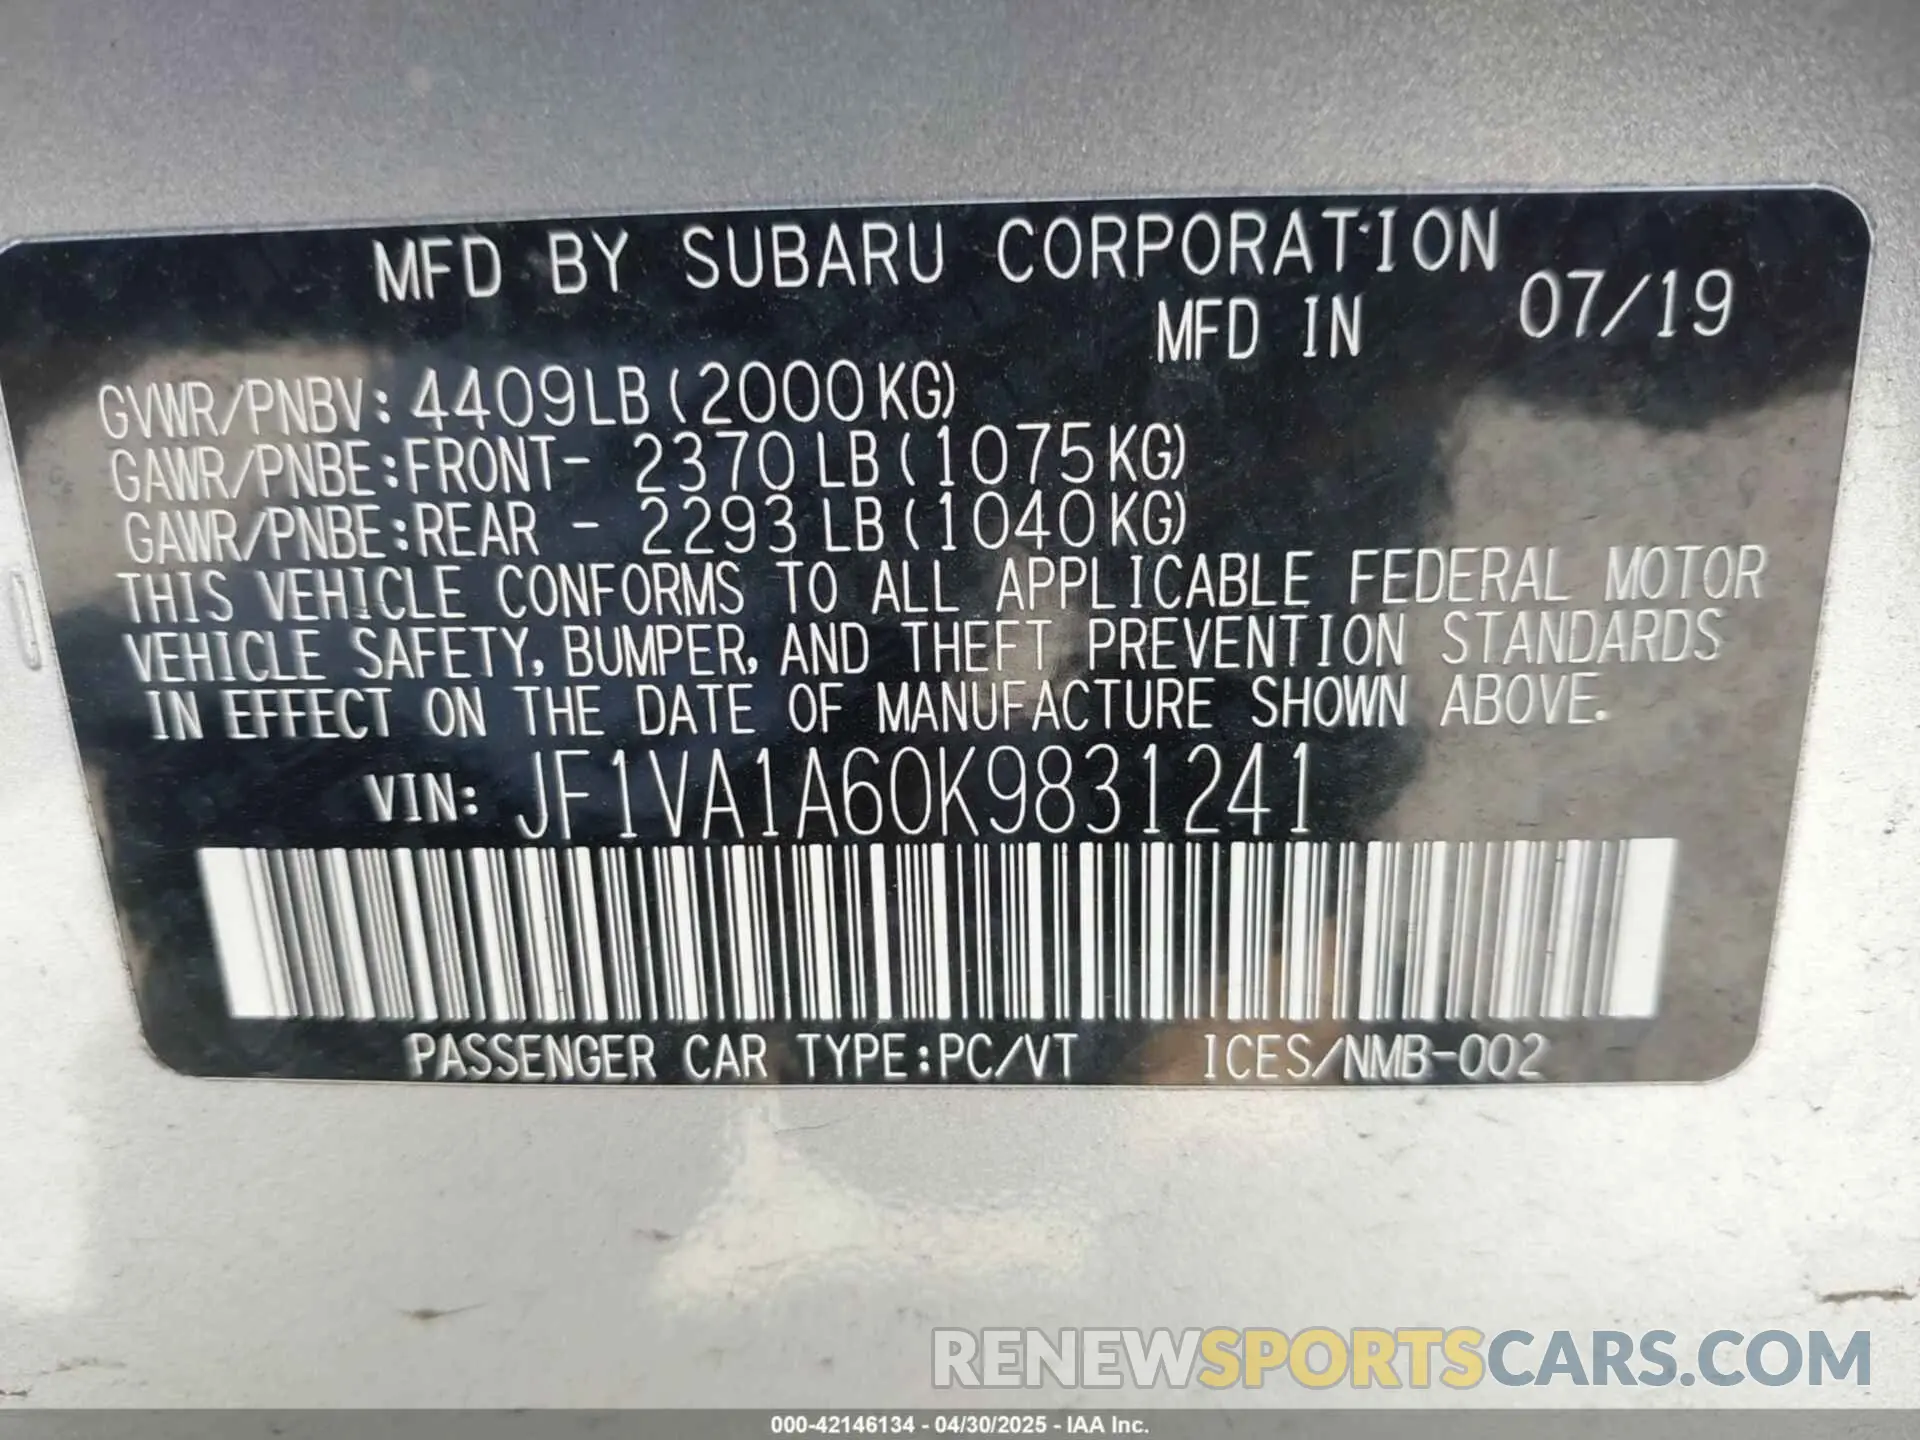 MFD BY SUBARU CORPORATION
MFD IN 07/19
GVWR/PNBV:4409LB(2000KG)
GAWR/PNBE:FRONT- 2370LB(1075KG)
GAWR/PNBE:REAR - 2293LB(1040KG)
THIS VEHICLE CONFORMS TO ALL APPLICABLE FEDERAL MOTOR
VEHICLE SAFETY, BUMPER, AND THEFT PREVENTION STANDARDS
IN EFFECT ON THE DATE OF MANUFACTURE SHOWN ABOVE.
VIN: JF1VA1A60K9831241
PASSENGER CAR TYPE:PC/VT ICES/NMB-002
RENEWSPORTSCARS.COM
000-42146134 - 04/30/2025 - IAA Inc.